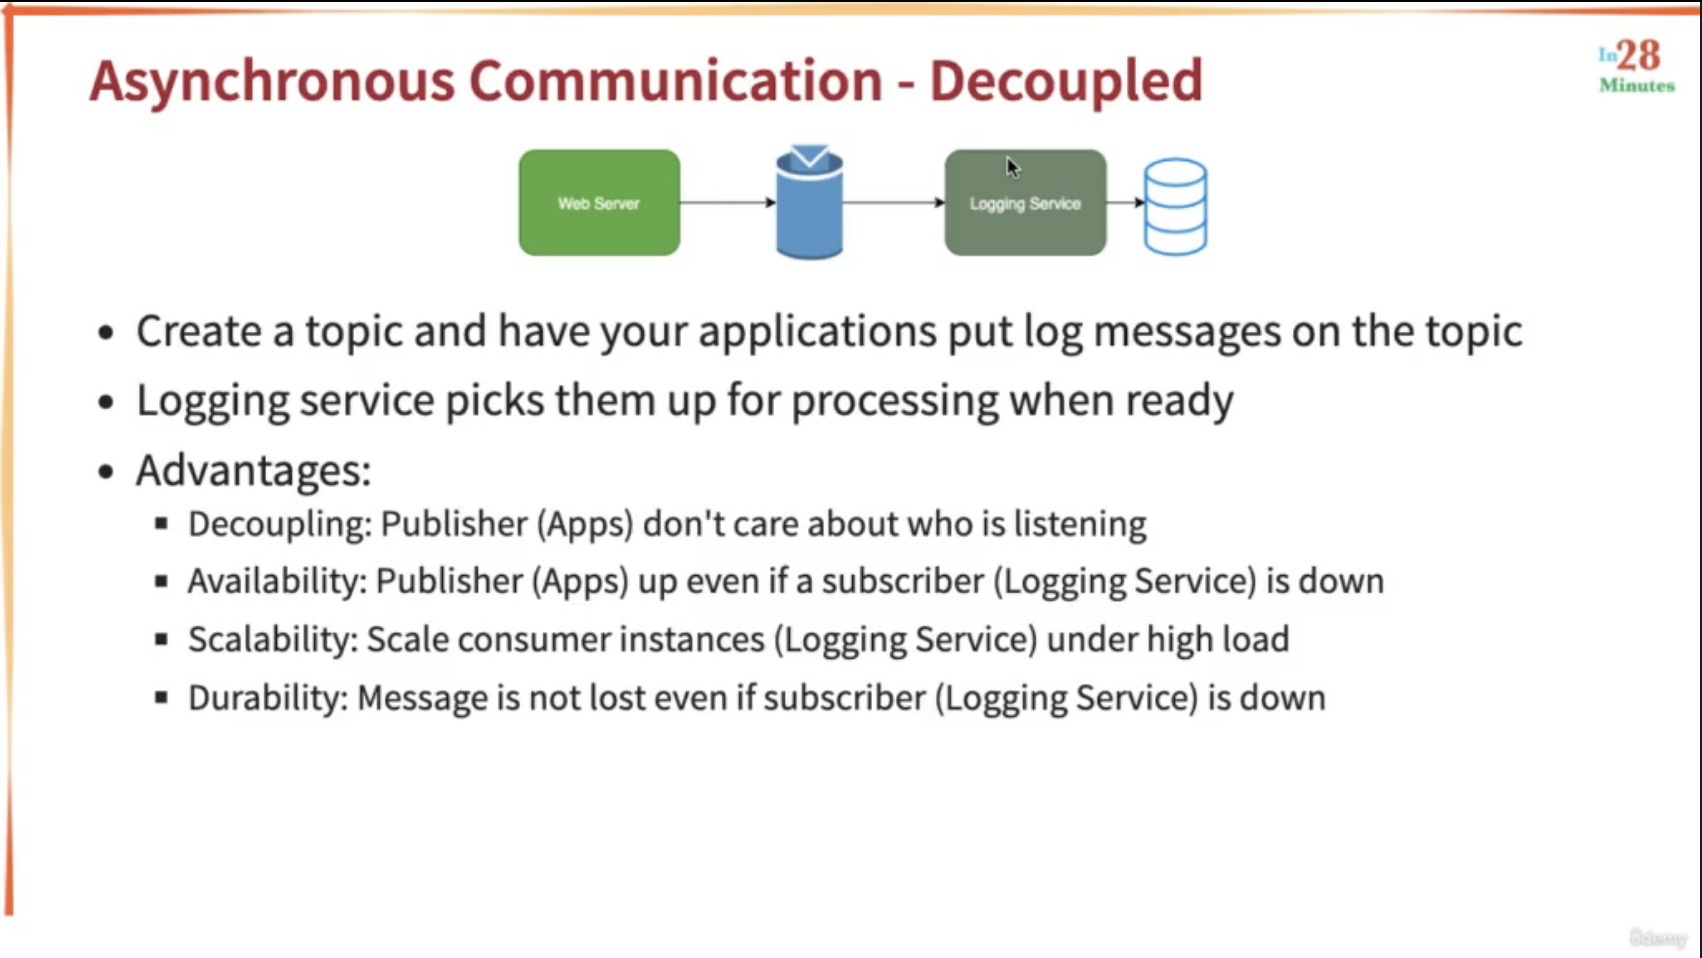 Asynchronous Communication - Decoupled
In28
Minutes
Web Server
Logging Service
• Create a topic and have your applications put log messages on the topic
• Logging service picks them up for processing when ready
• Advantages:
▪ Decoupling: Publisher (Apps) don't care about who is listening
▪ Availability: Publisher (Apps) up even if a subscriber (Logging Service) is down
▪ Scalability: Scale consumer instances (Logging Service) under high load
▪ Durability: Message is not lost even if subscriber (Logging Service) is down
ûdemy